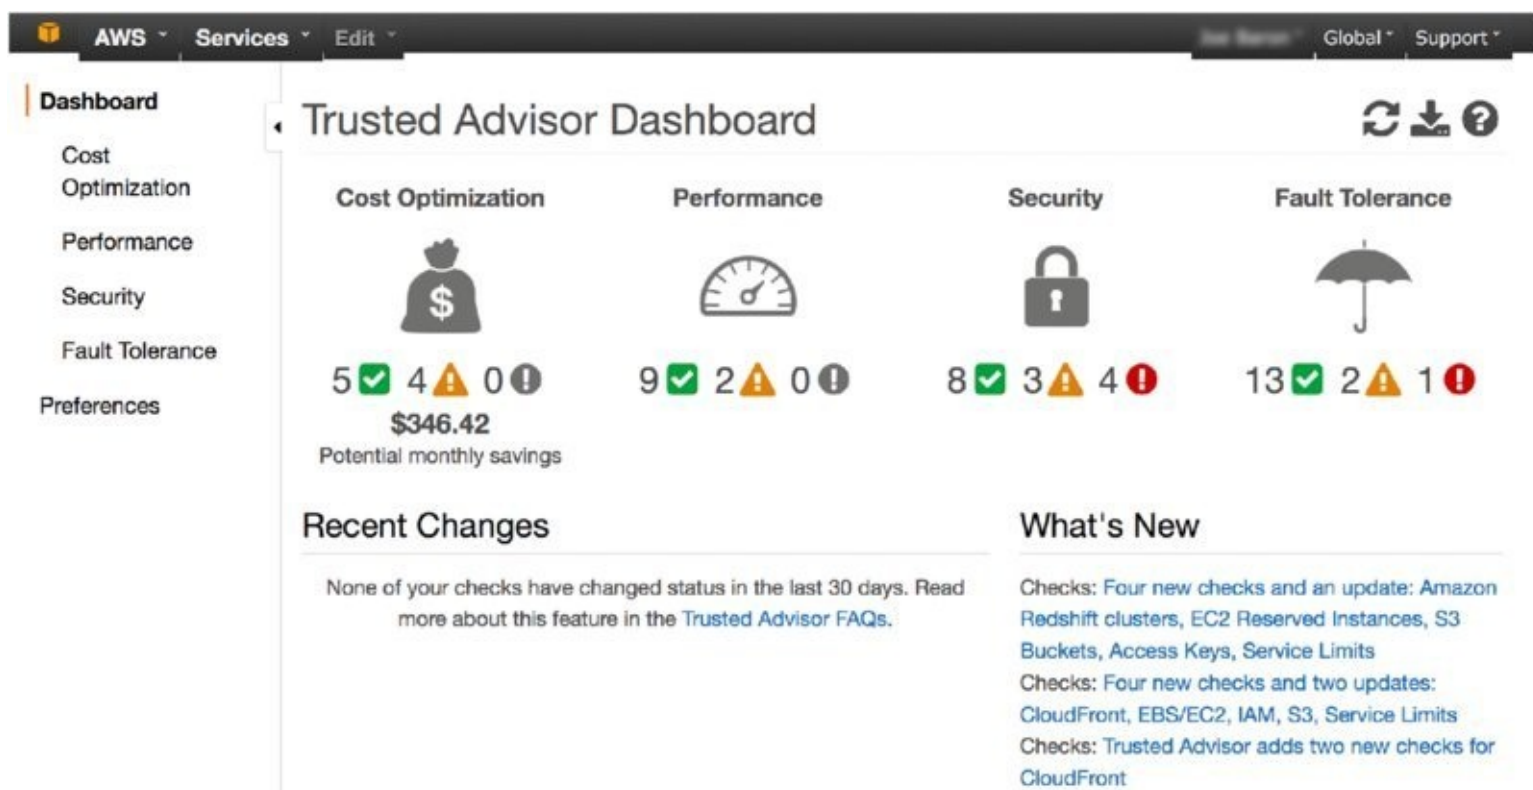 AWS Services Edit Global Support
Dashboard
Cost
Optimization
Performance
Security
Fault Tolerance
Preferences
Trusted Advisor Dashboard
Cost Optimization Performance Security Fault Tolerance
$
5 4 0 9 2 0 8 3 4 13 2 1
$346.42
Potential monthly savings
Recent Changes
None of your checks have changed status in the last 30 days. Read
more about this feature in the Trusted Advisor FAQs.
What's New
Checks: Four new checks and an update: Amazon
Redshift clusters, EC2 Reserved Instances, S3
Buckets, Access Keys, Service Limits
Checks: Four new checks and two updates:
CloudFront, EBS/EC2, IAM, S3, Service Limits
Checks: Trusted Advisor adds two new checks for
CloudFront